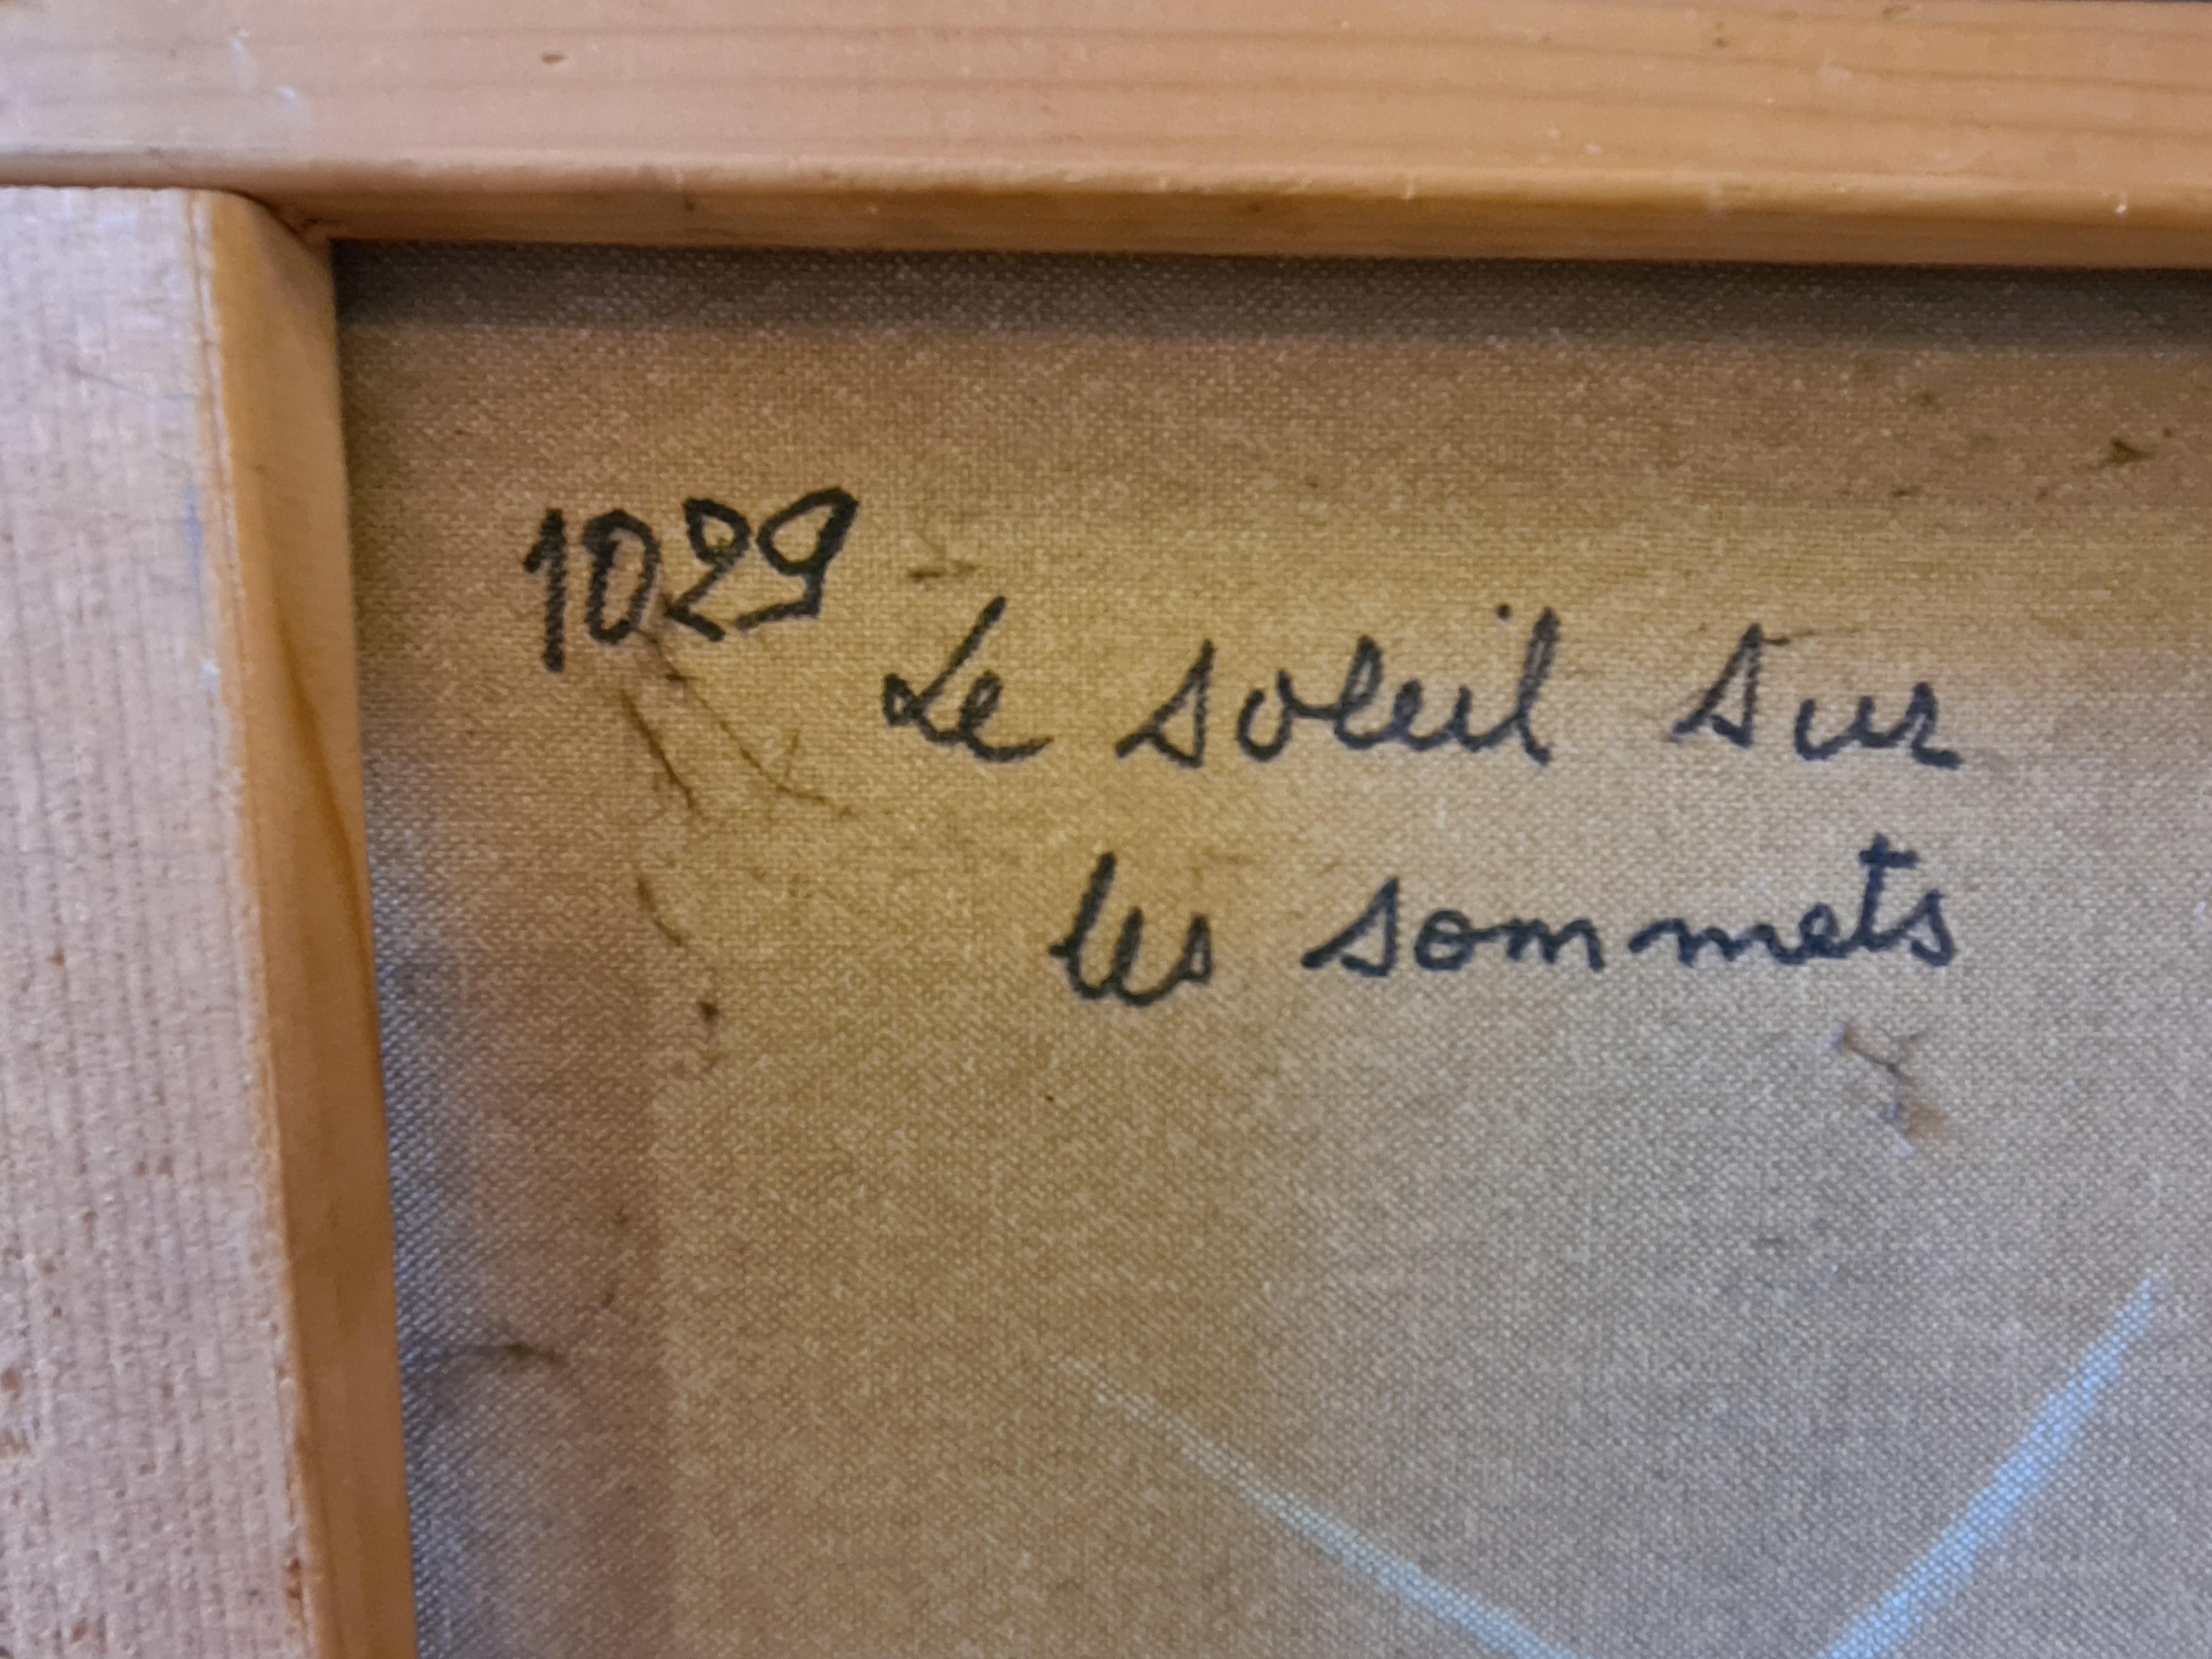 1029
Le soleil sur
les sommets